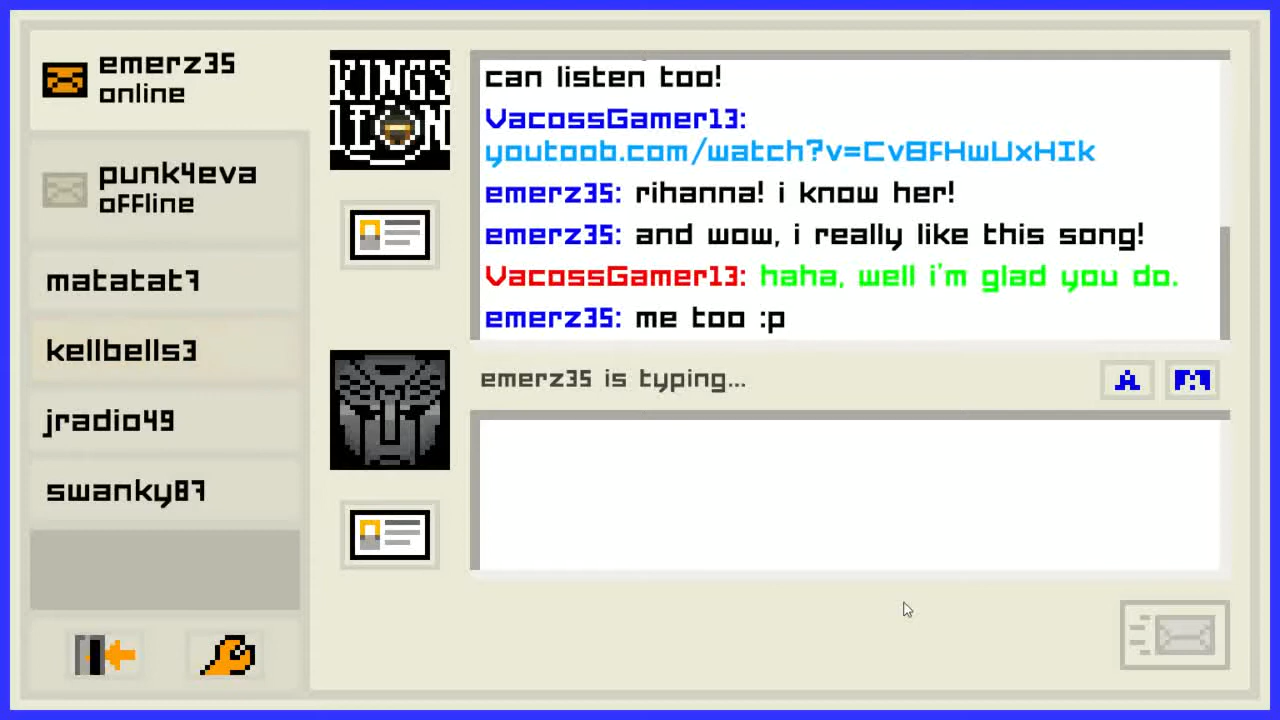 emerz35
online
punk4eva
offline
matatat7
kellbells3
jradio49
swanky87
KINGS
LEON
can listen too!
VacossGamer13:
youtoob.com/watch?v=Cv8FHwUxHIk
emerz35: rihanna! i know her!
emerz35: and wow, i really like this song!
VacossGamer13: haha, well i'm glad you do.
emerz35: me too :p
emerz35 is typing...
A